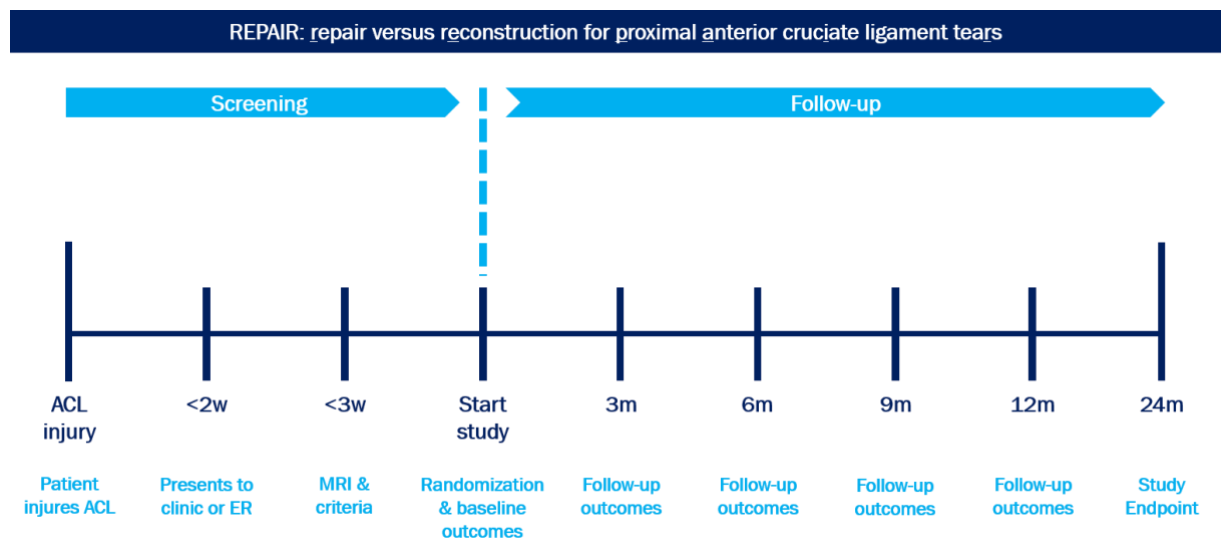 REPAIR: repair versus reconstruction for proximal anterior cruciate ligament tears
Screening
Follow-up
ACL
injury
<2w
<3w
Start
study
3m
6m
9m
12m
24m
Patient
injures ACL
Presents to
clinic or ER
MRI &
criteria
Randomization
& baseline
outcomes
Follow-up
outcomes
Follow-up
outcomes
Follow-up
outcomes
Follow-up
outcomes
Study
Endpoint